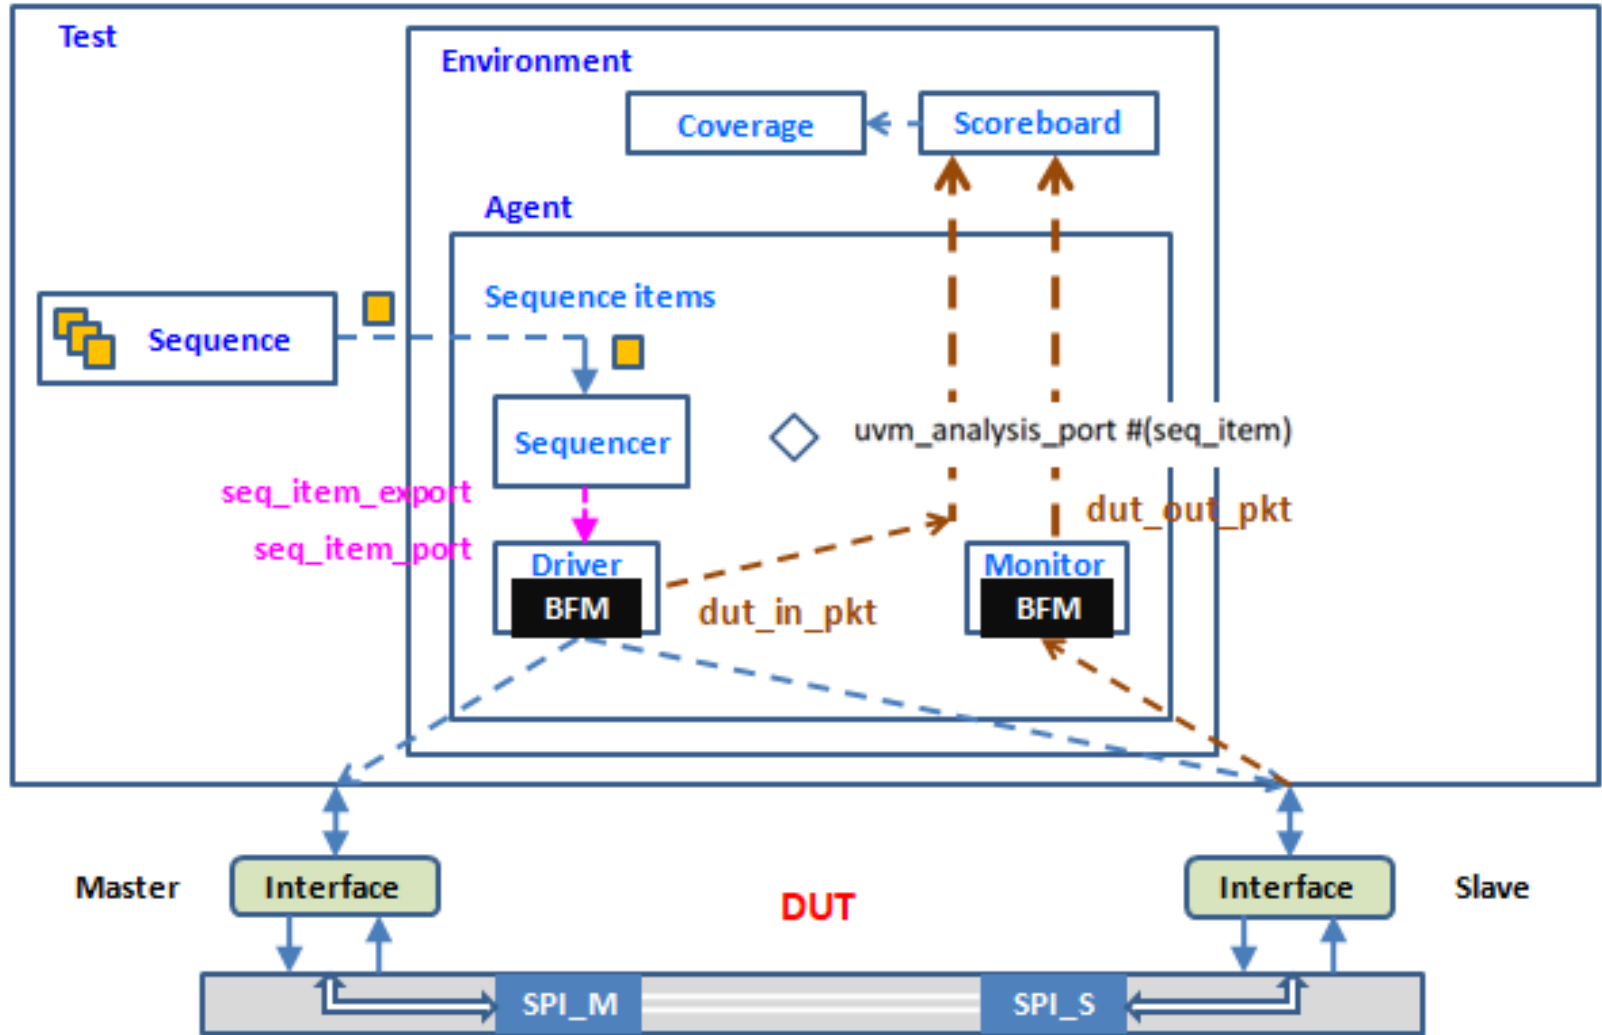 Test
Environment
Coverage
Scoreboard
Agent
Sequence items
Sequence
Sequencer
uvm_analysis_port #(seq_item)
seq_item_export
dut_out_pkt
seq_item_port
Driver
Monitor
BFM
BFM
dut_in_pkt
Master
Interface
DUT
Interface
Slave
SPI_M
SPI_S